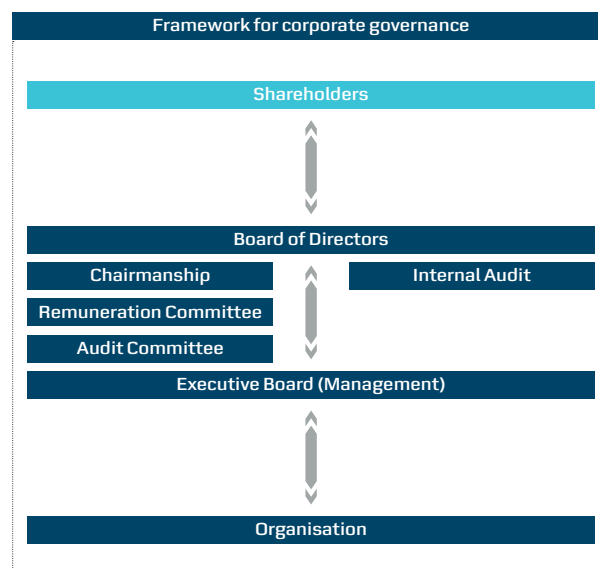 Framework for corporate governance
Shareholders
Board of Directors
Chairmanship
Internal Audit
Remuneration Committee
Audit Committee
Executive Board (Management)
Organisation